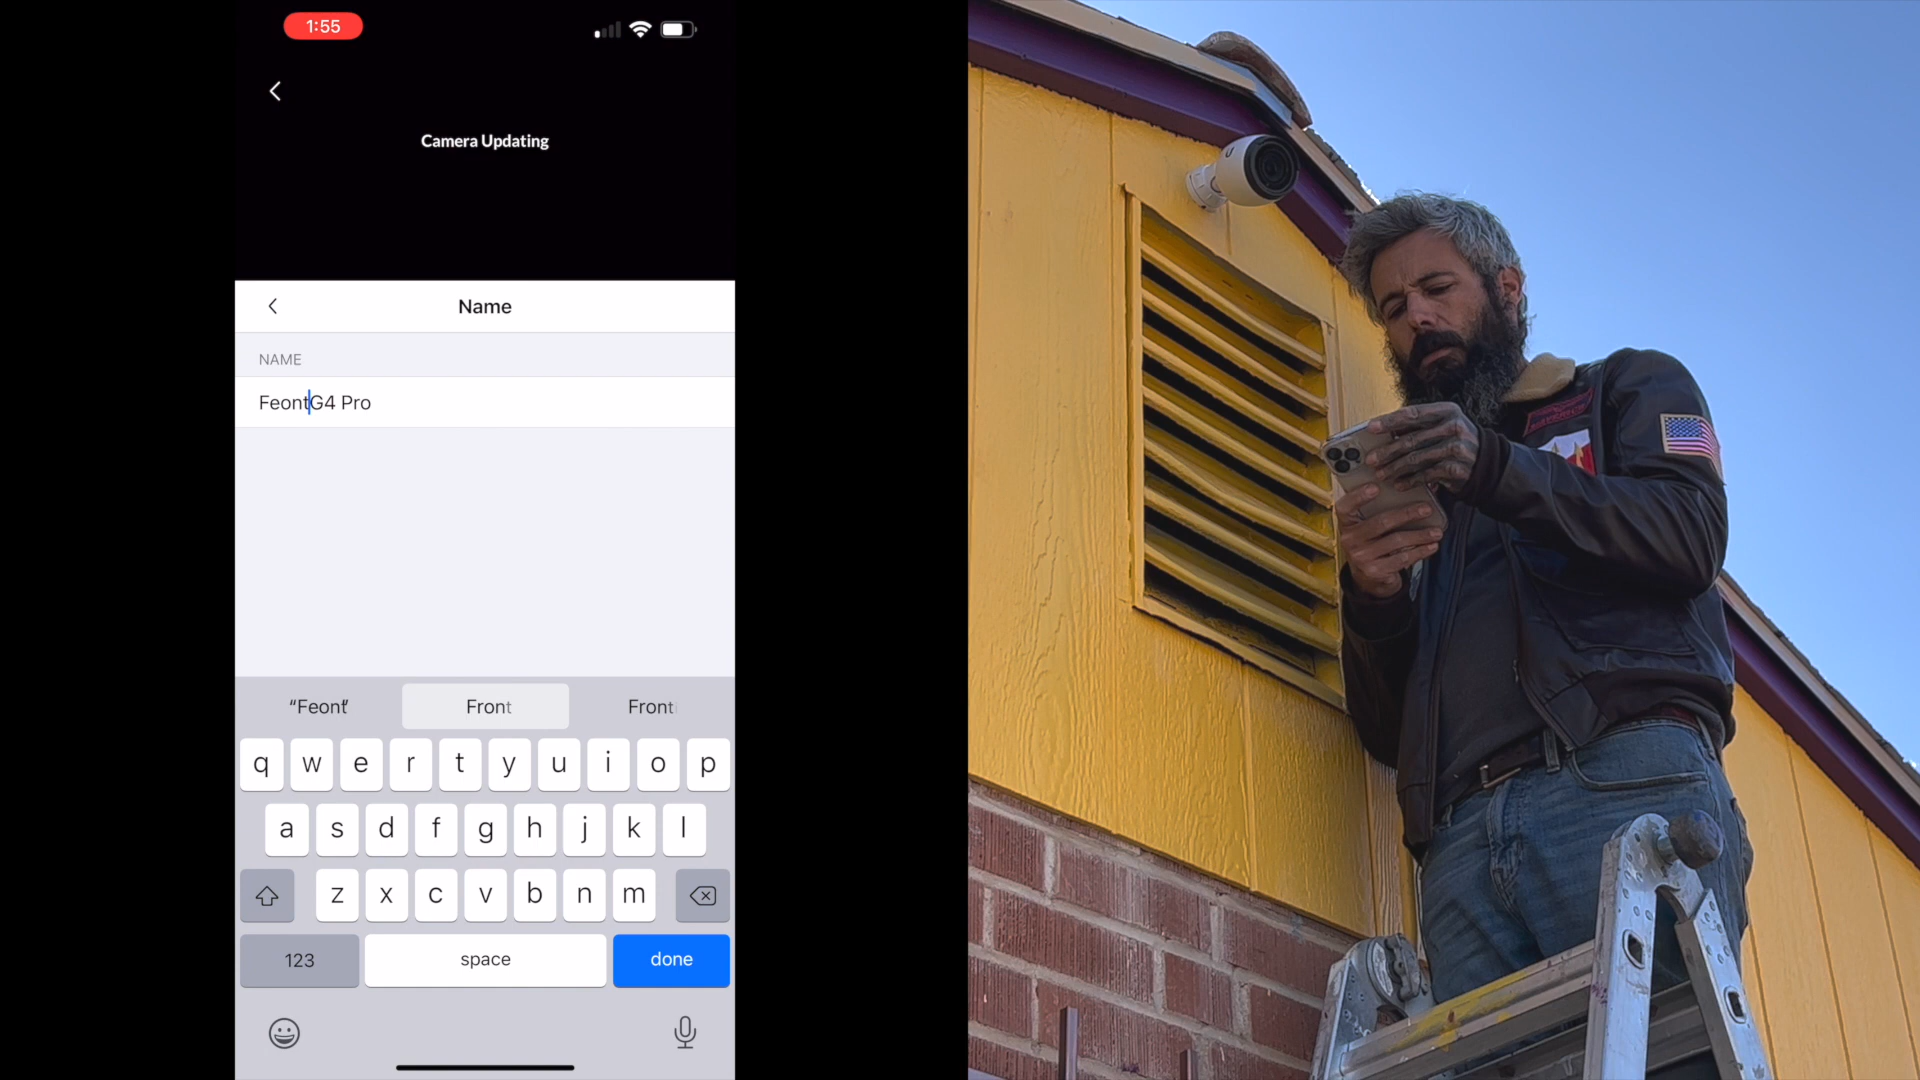 1:55
Camera Updating
Name
NAME
FeontG4 Pro
“Feont” Front Front
q w e r t y u i o p
a s d f g h j k l
z x c v b n m
123 space done